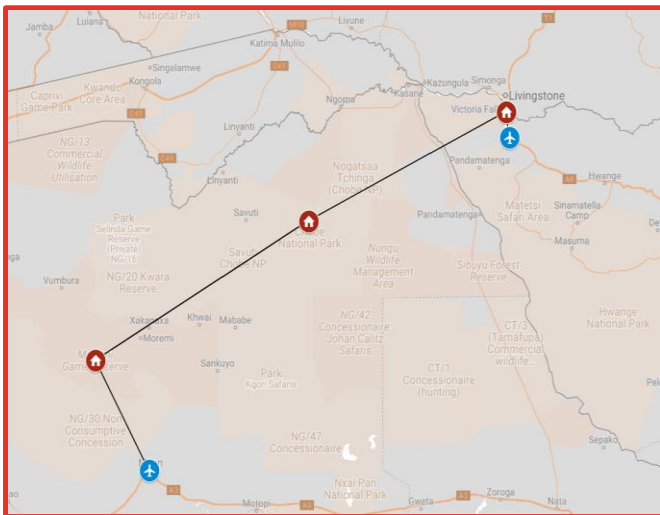 National Park
Luiana
Jamba
Livune
Katima Mulilo
Singalamwe
Kongola
Caprivi
Game Park
Kwando
Core Area
Ngoma
Kazungula
Kasane
Simonga
Livingstone
Victoria Fal
Linyanti
NG/13
Commercial
Wildlife
Utilisation
Linyanti
Nogatsaa
Tchinga
(Chobe NP)
Pandamatenga
Hwange
Matetsi
Safari Area
Sinamatella
Camp
Masuma
Pandamatenga
Savuti
Park
Selinda Game
Reserve
(Private)
NG/16
National Park
Savuti
Chobe NP
Nungu
Wildlife
Management
Area
Sibuyu Forest
Reserve
NG/20 Kwara
Reserve
Vumbura
Xakanaxa
Khwai
Mababe
Moremi
NG/42
Concessionaire
Johan Calitz
Safaris
CT/3
(Tamafupa)
Commercial
wildlife...
Hwange
National Park
Sankuyo
Park
Kgori Safaris
CT/1
Concessionaire
(hunting)
NG/30 Non
Consumptive
Concession
NG/47
Concessionaire
Sepako
Nxai Pan
National Park
A3
Motopi
A3
Gweta
Zoroga
Nata